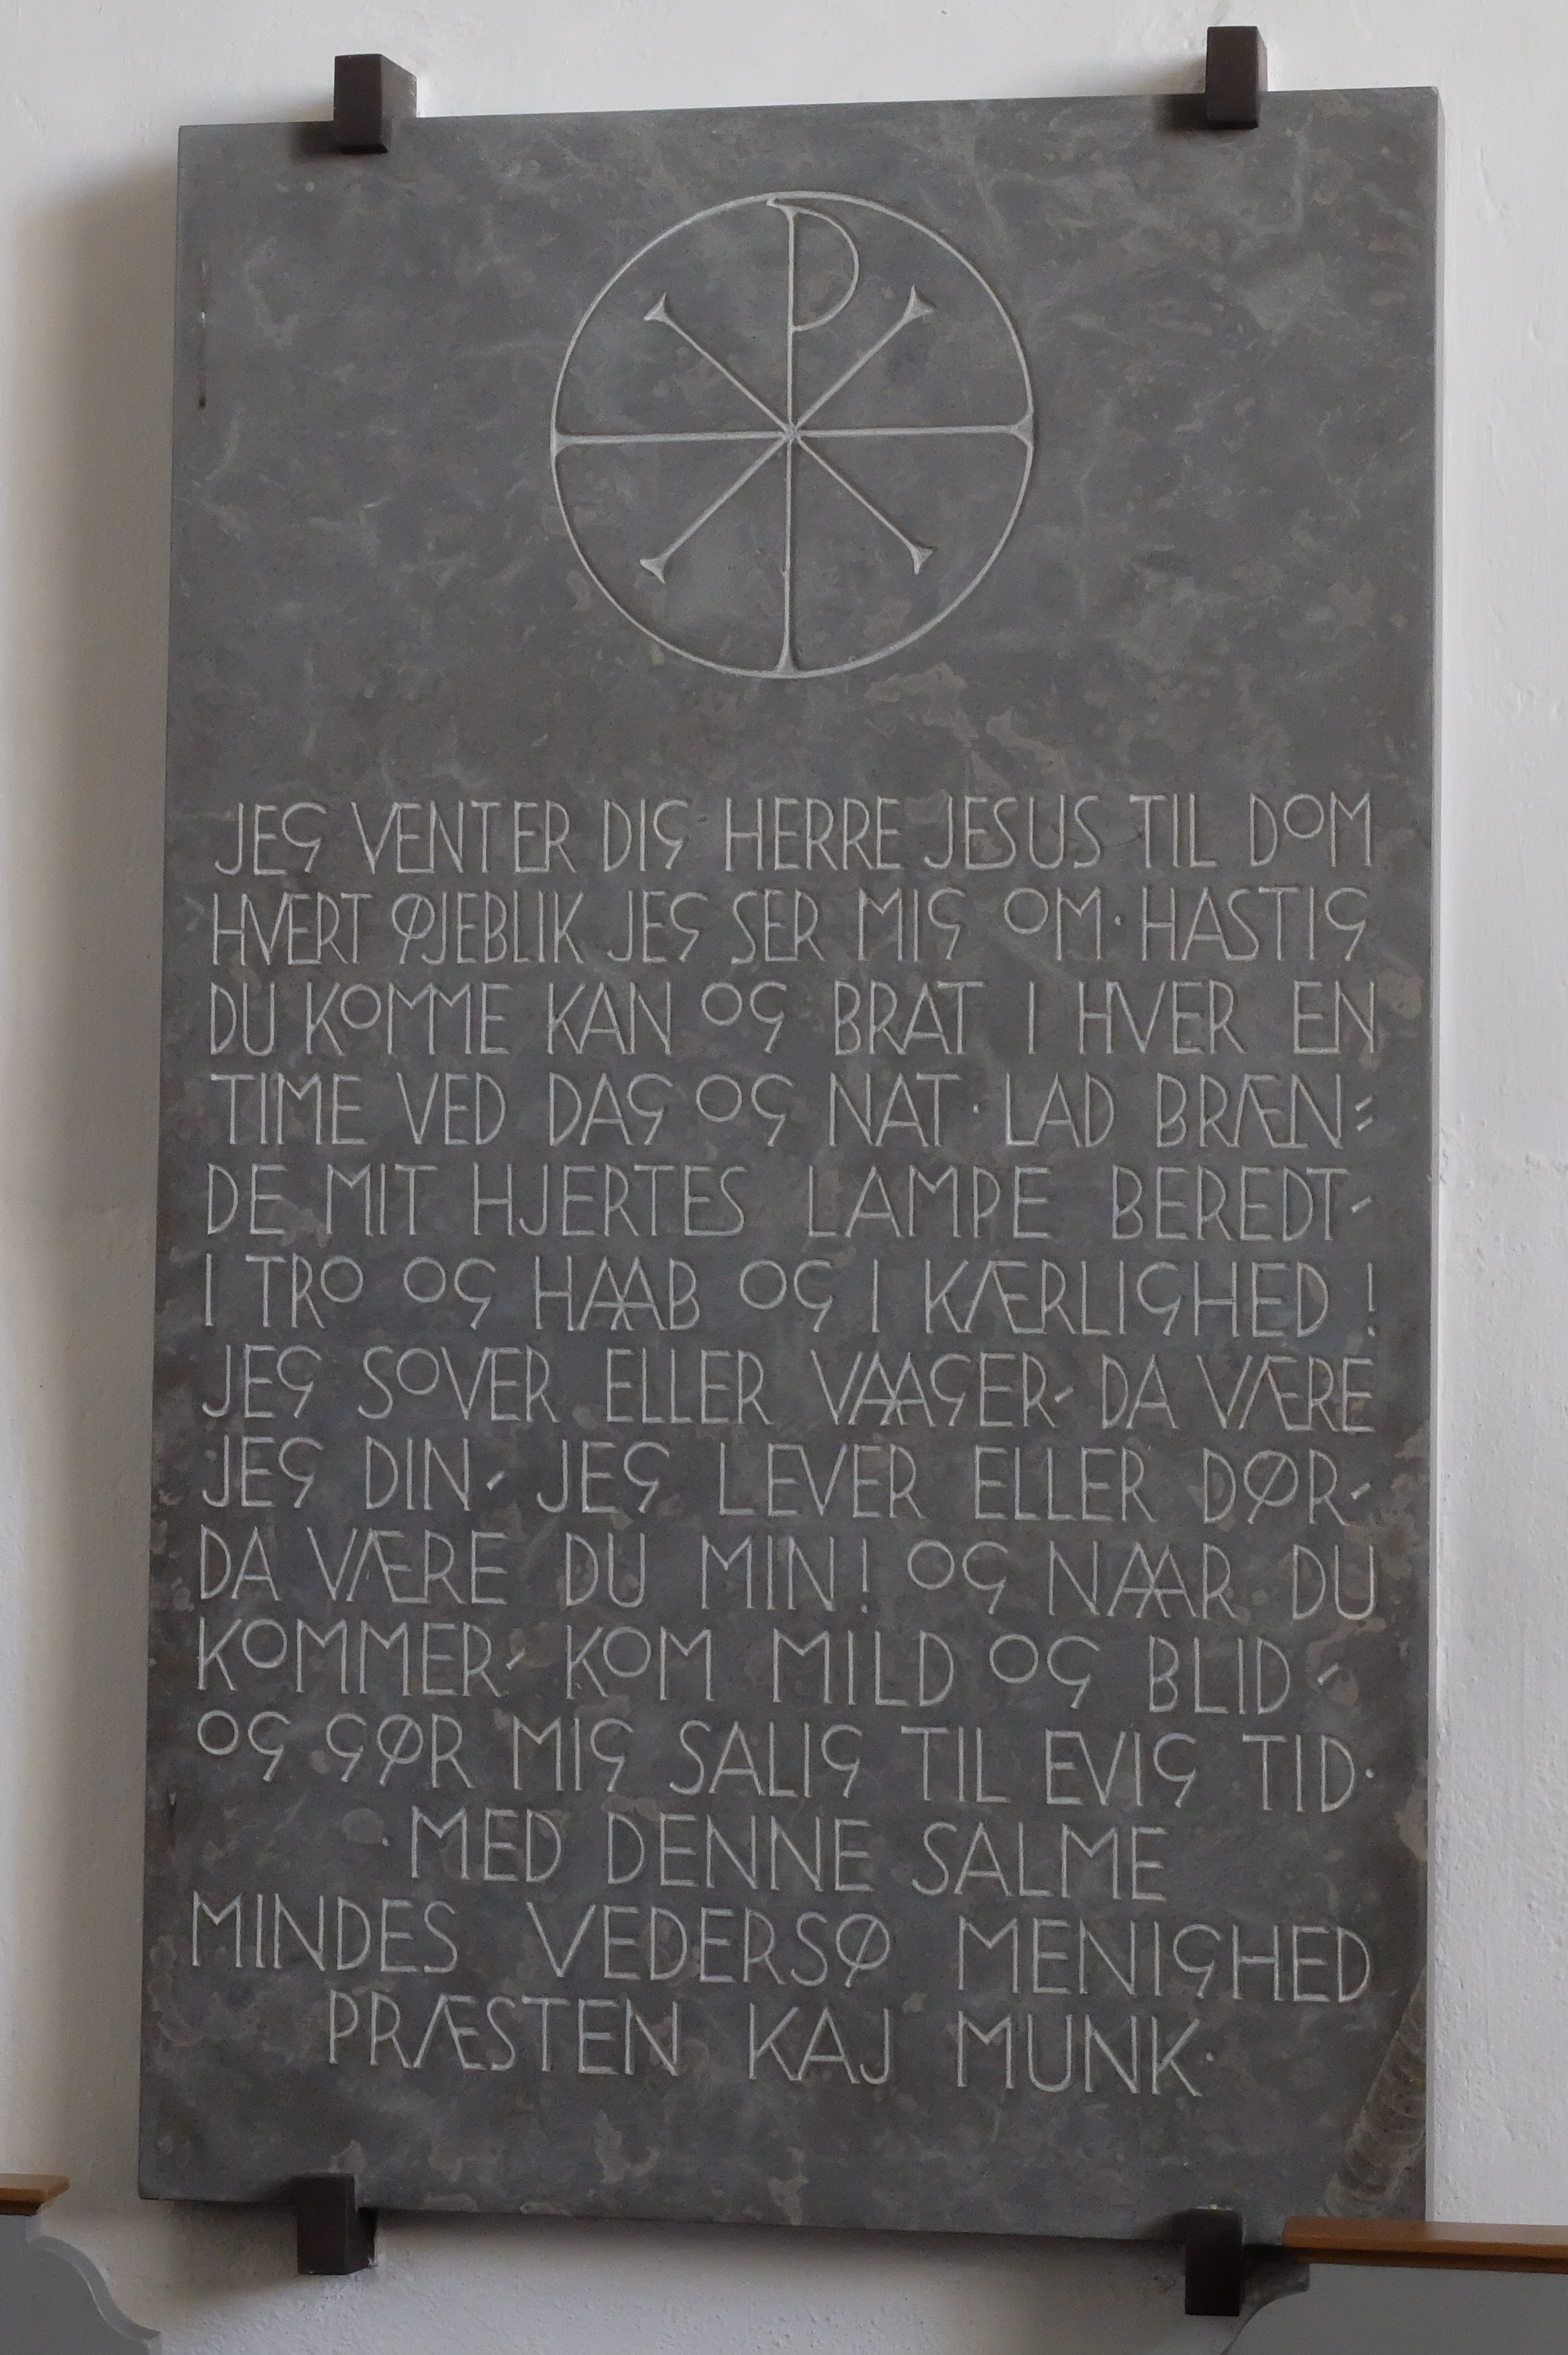 JEG VENTER DIG HERRE JESUS TIL DOM
HVERT ØJEBLIK JEG SER MIG OM · HASTIG
DU KOMME KAN OG BRAT I HVER EN
TIME VED DAG OG NAT · LAD BRÆN=
DE MIT HJERTES LAMPE BEREDT -
I TRO OG HAAB OG I KÆRLIGHED !
JEG SOVER ELLER VAAGER - DA VÆRE
JEG DIN - JEG LEVER ELLER DØR -
DA VÆRE DU MIN ! OG NAAR DU
KOMMER - KOM MILD OG BLID -
OG GØR MIG SALIG TIL EVIG TID ·
· MED DENNE SALME
MINDES VEDERSØ MENIGHED
PRÆSTEN KAJ MUNK ·